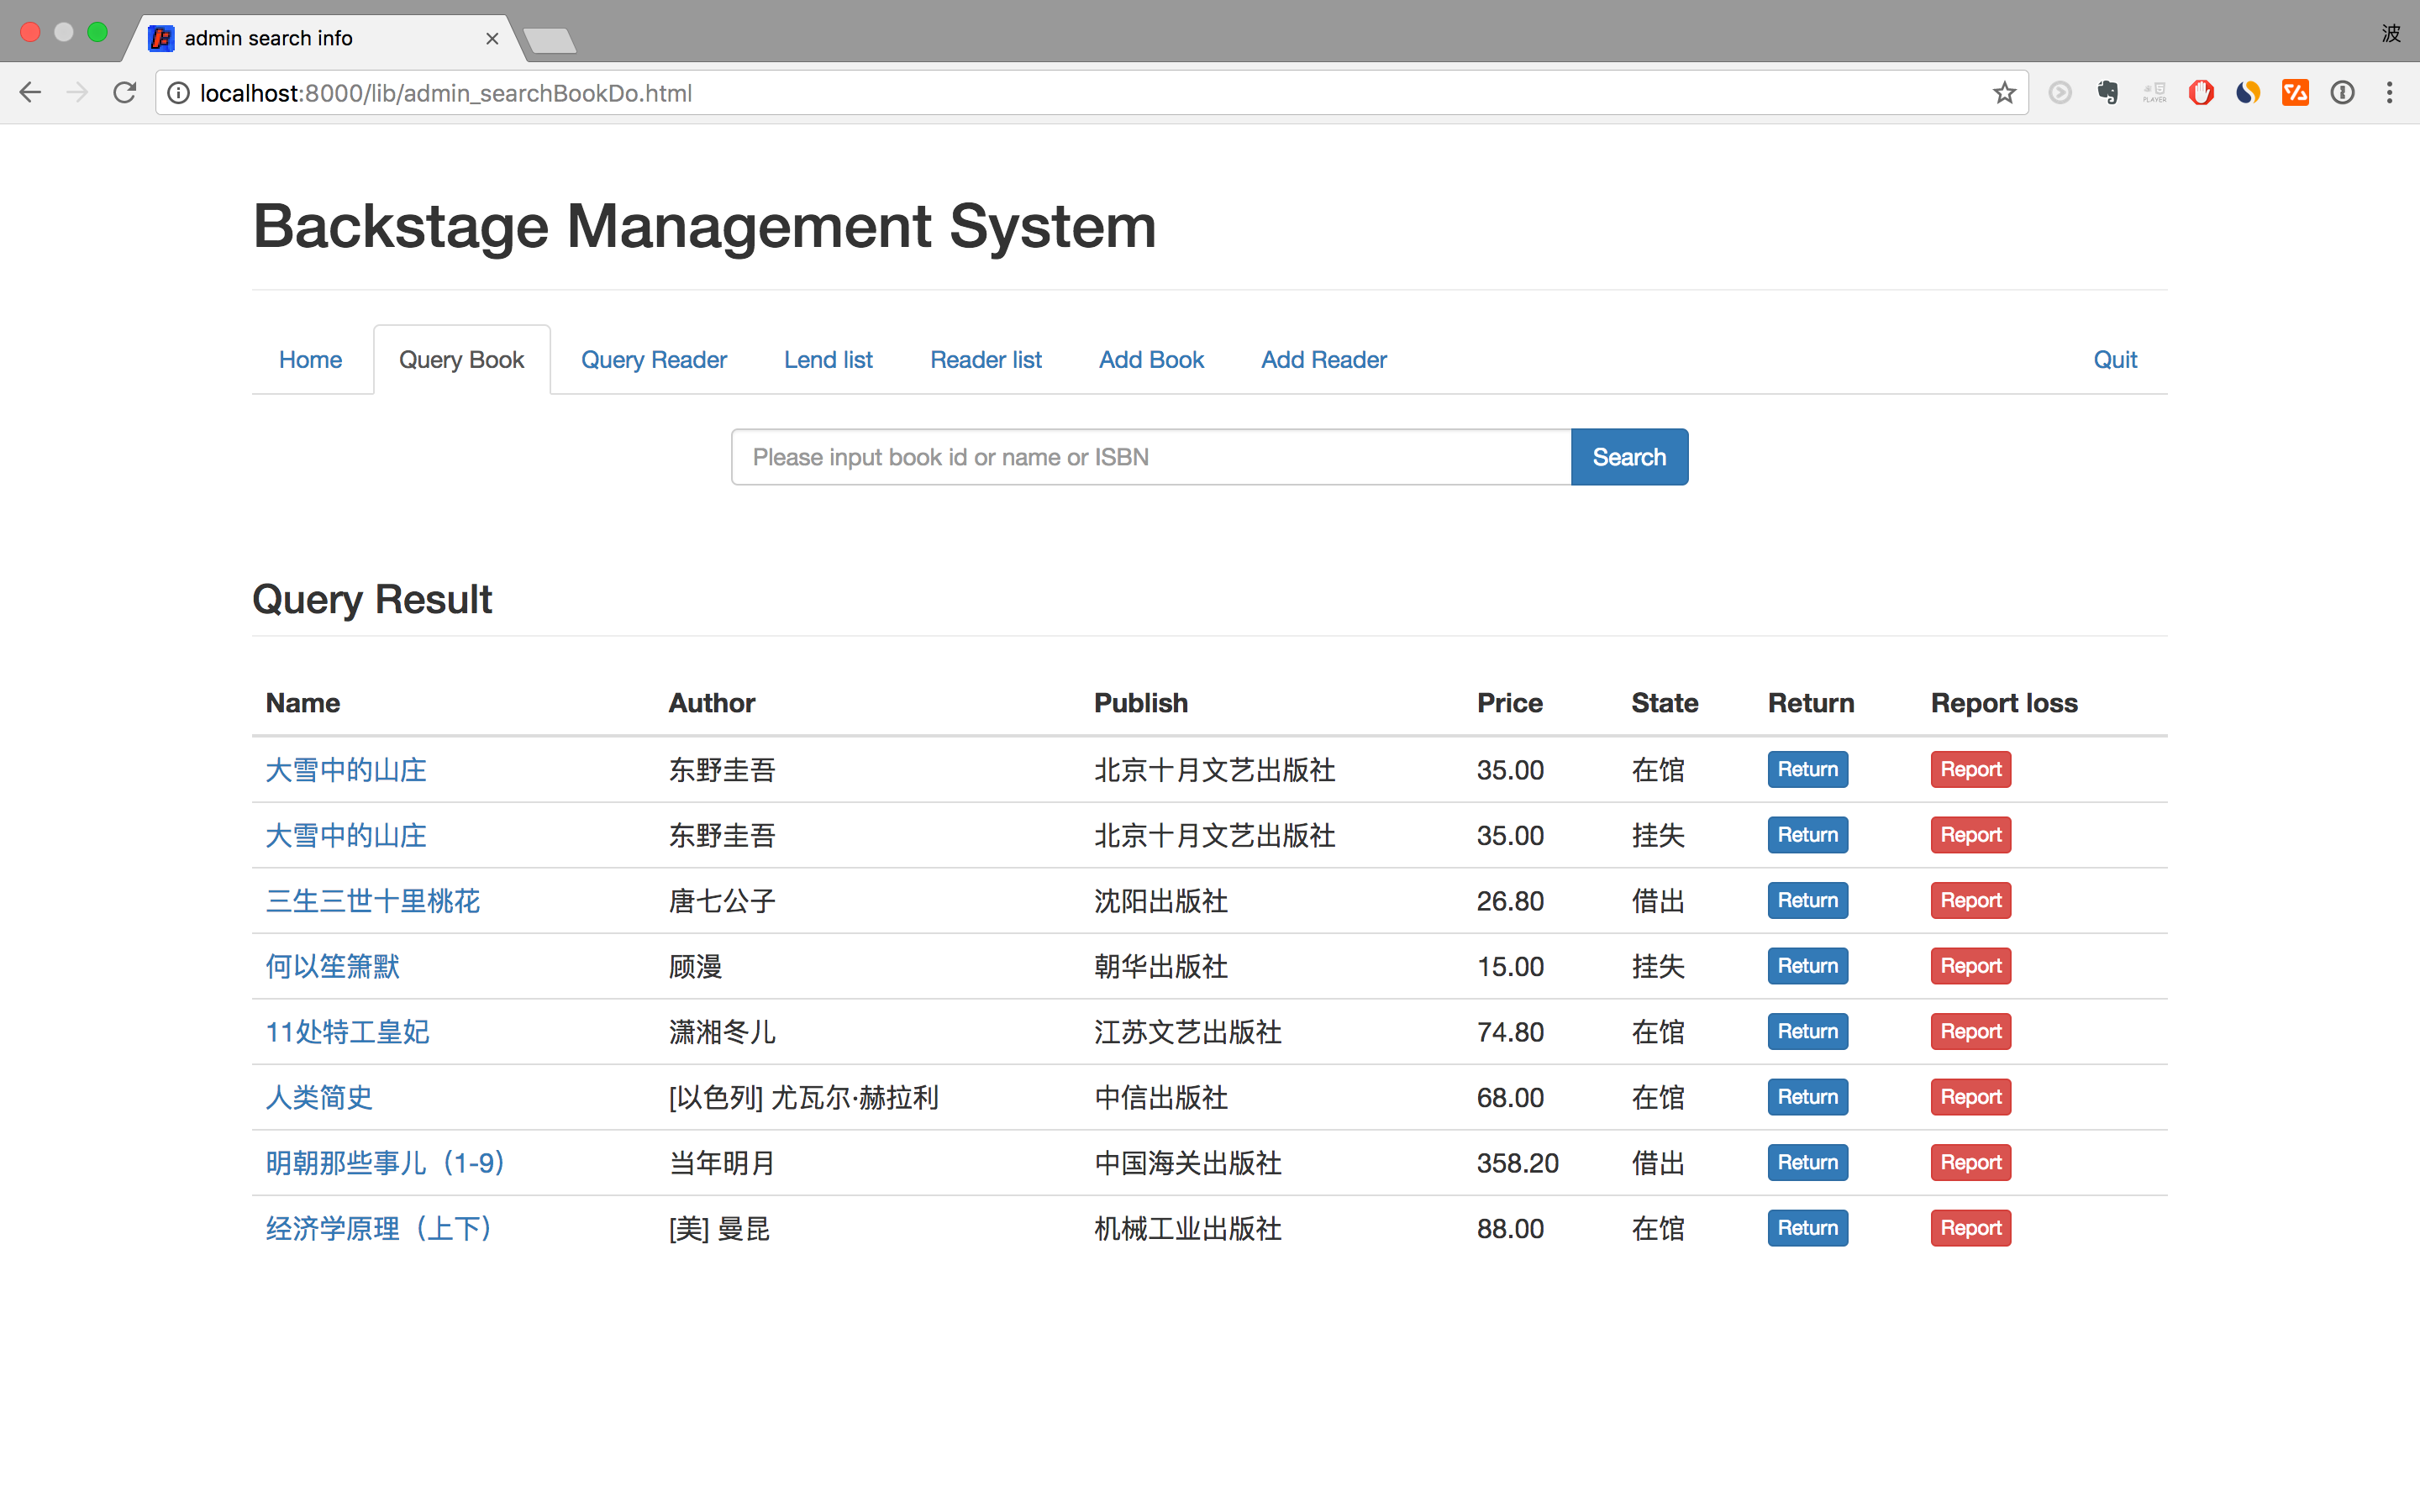 admin search info
波
localhost:8000/lib/admin_searchBookDo.html
PLAYER
Backstage Management System
Home Query Book Query Reader Lend list Reader list Add Book Add Reader Quit
Please input book id or name or ISBN Search
Query Result
Name Author Publish Price State Return Report loss
大雪中的山庄 东野圭吾 北京十月文艺出版社 35.00 在馆 Return Report
大雪中的山庄 东野圭吾 北京十月文艺出版社 35.00 挂失 Return Report
三生三世十里桃花 唐七公子 沈阳出版社 26.80 借出 Return Report
何以笙箫默 顾漫 朝华出版社 15.00 挂失 Return Report
11处特工皇妃 潇湘冬儿 江苏文艺出版社 74.80 在馆 Return Report
人类简史 [以色列] 尤瓦尔·赫拉利 中信出版社 68.00 在馆 Return Report
明朝那些事儿（1-9） 当年明月 中国海关出版社 358.20 借出 Return Report
经济学原理（上下） [美] 曼昆 机械工业出版社 88.00 在馆 Return Report